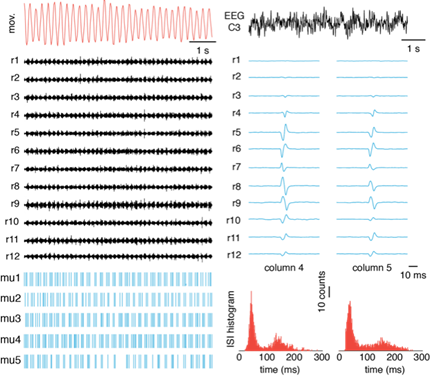 mov.
1 s
r1
r2
r3
r4
r5
r6
r7
r8
r9
r10
r11
r12
mu1
mu2
mu3
mu4
mu5
EEG
C3
1 s
r1
r2
r3
r4
r5
r6
r7
r8
r9
r10
r11
r12
column 4
column 5
10 ms
ISI histogram
10 counts
0 100 200 300
time (ms)
0 100 200 300
time (ms)